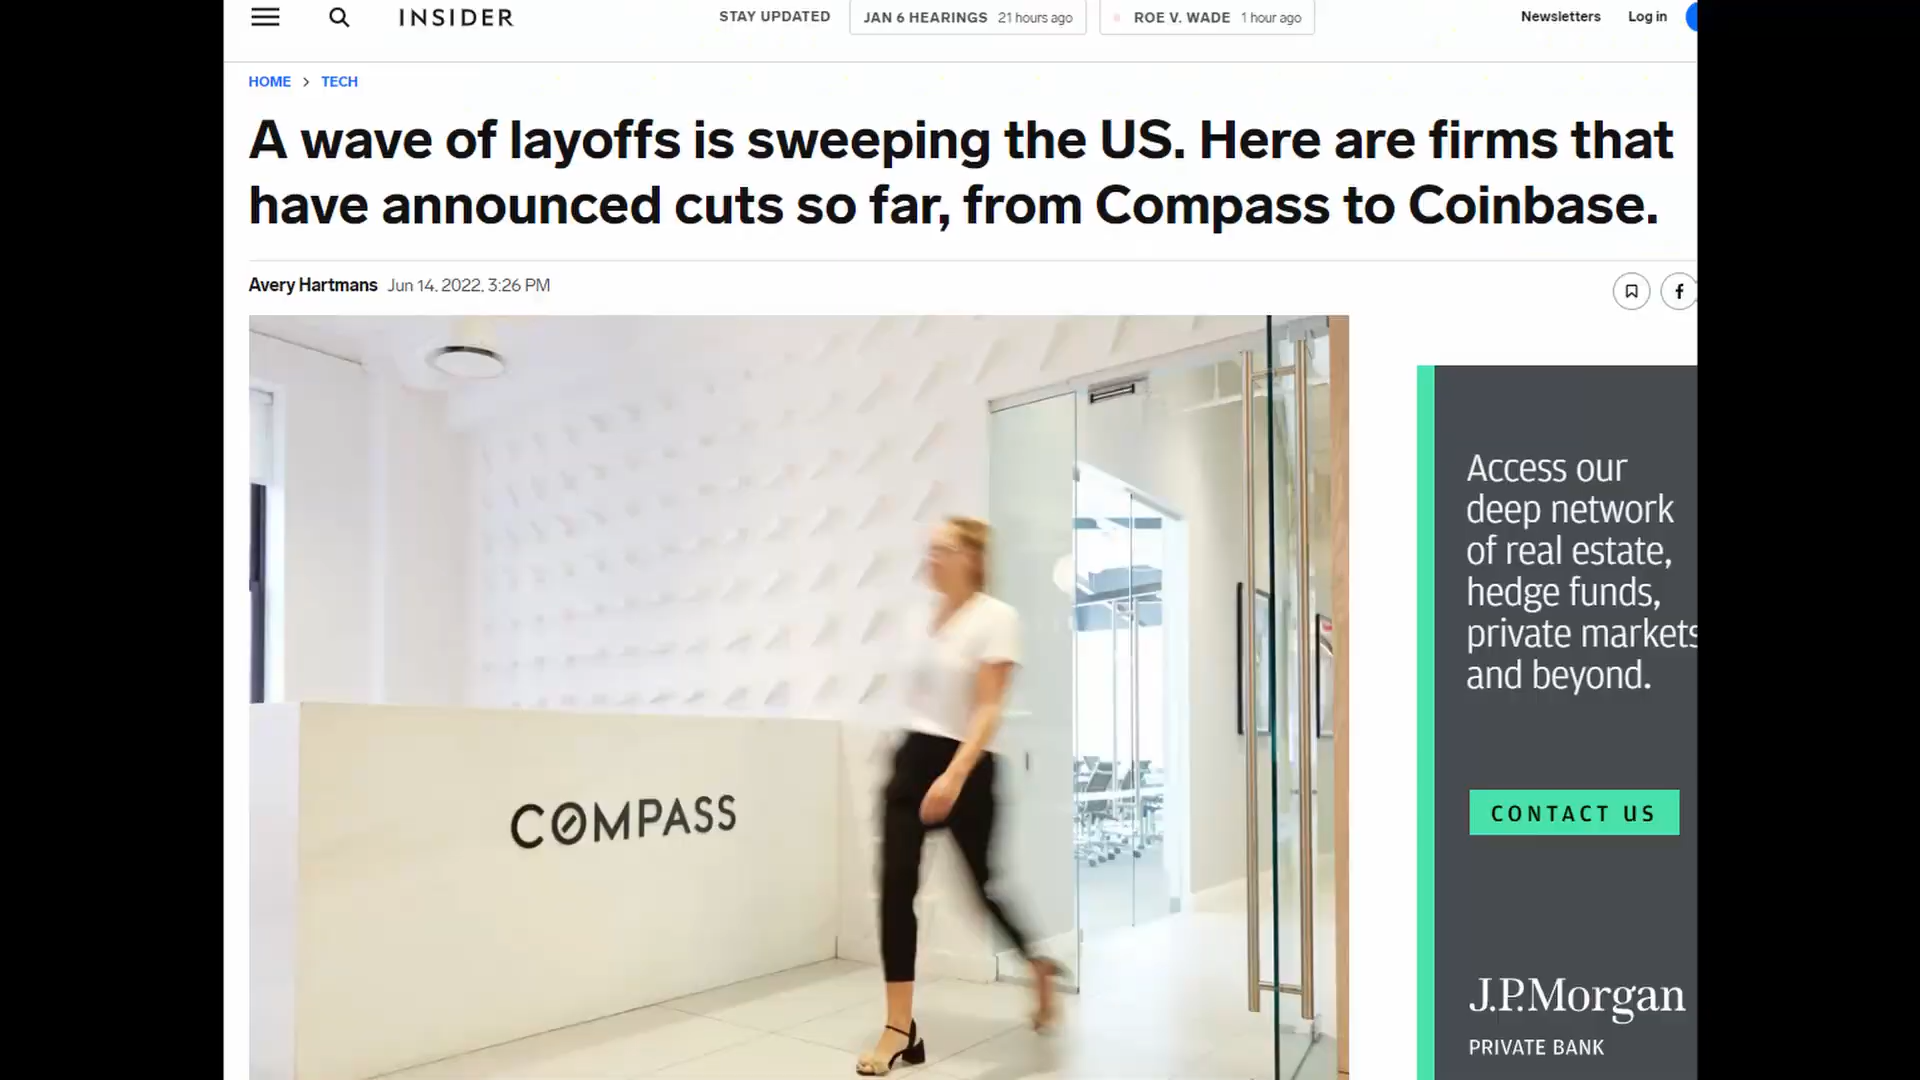 INSIDER
STAY UPDATED
JAN 6 HEARINGS 21 hours ago
ROE V. WADE 1 hour ago
Newsletters
Log in
HOME > TECH
A wave of layoffs is sweeping the US. Here are firms that
have announced cuts so far, from Compass to Coinbase.
Avery Hartmans Jun 14, 2022, 3:26 PM
f
COMPASS
Access our
deep network
of real estate,
hedge funds,
private markets
and beyond.
CONTACT US
J.P.Morgan
PRIVATE BANK